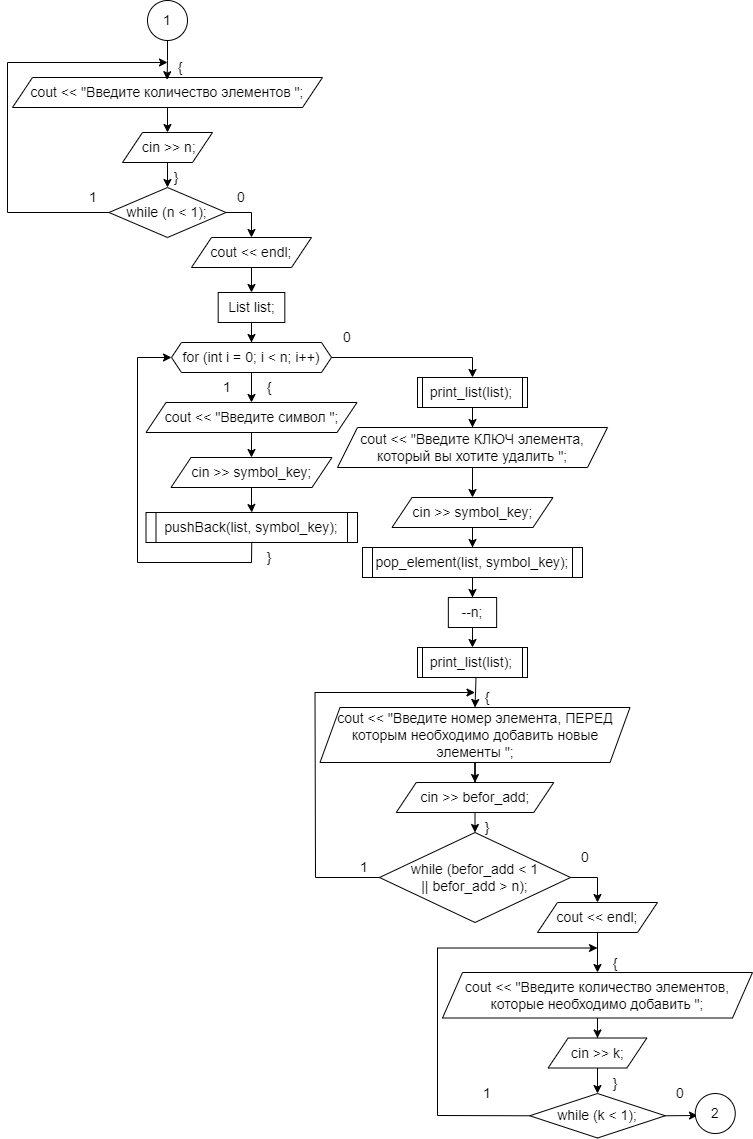 1
{
cout << "Введите количество элементов ";
cin >> n;
}
1
0
while (n < 1);
cout << endl;
List list;
0
for (int i = 0; i < n; i++)
1
{
cout << "Введите символ ";
cin >> symbol_key;
pushBack(list, symbol_key);
}
print_list(list);
cout << "Введите КЛЮЧ элемента,
который вы хотите удалить ";
cin >> symbol_key;
pop_element(list, symbol_key);
--n;
print_list(list);
{
cout << "Введите номер элемента, ПЕРЕД
которым необходимо добавить новые
элементы ";
cin >> befor_add;
}
1
0
while (befor_add < 1
|| befor_add > n);
cout << endl;
{
cout << "Введите количество элементов,
которые необходимо добавить ";
cin >> k;
}
1
0
while (k < 1);
2